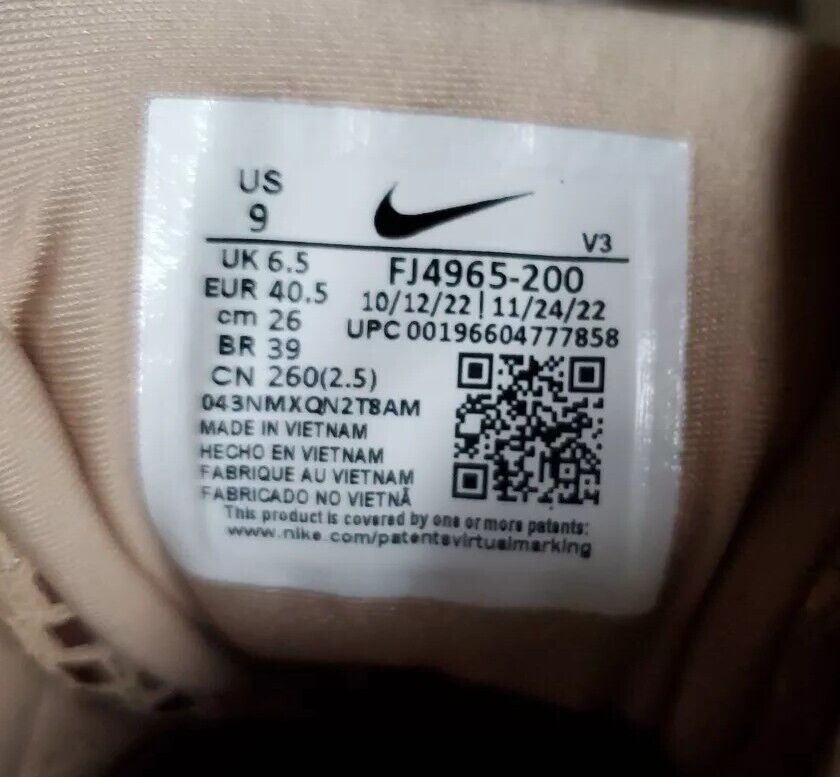 US
9
V3
UK 6.5
EUR 40.5
cm 26
BR 39
CN 260(2.5)
FJ4965-200
10/12/22 | 11/24/22
UPC 00196604777858
043NMXQN2T8AM
MADE IN VIETNAM
HECHO EN VIETNAM
FABRIQUE AU VIETNAM
FABRICADO NO VIETNÃ
This product is covered by one or more patents:
www.nike.com/patentsvirtualmarking